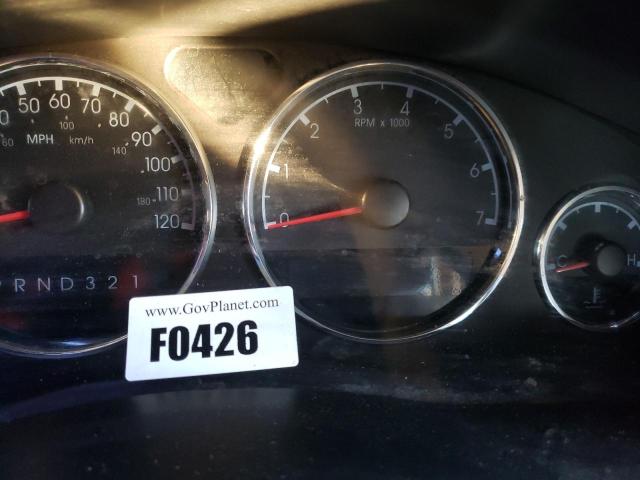 50 60 70 80 90 100 110 120
60 100 140 180
MPH km/h
P R N D 3 2 1
0 1 2 3 4 5 6 7
RPM x 1000
C H
www.GovPlanet.com
F0426